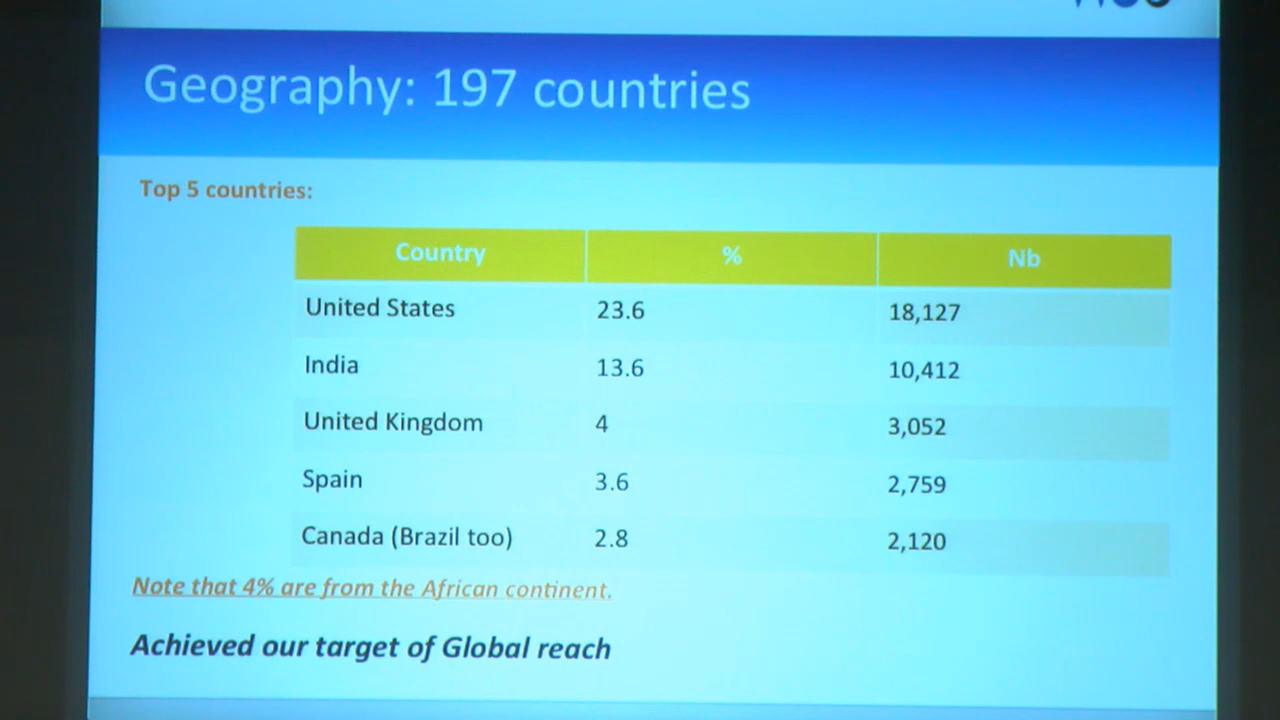 Geography: 197 countries
Top 5 countries:
Country % Nb
United States 23.6 18,127
India 13.6 10,412
United Kingdom 4 3,052
Spain 3.6 2,759
Canada (Brazil too) 2.8 2,120
Note that 4% are from the African continent.
Achieved our target of Global reach